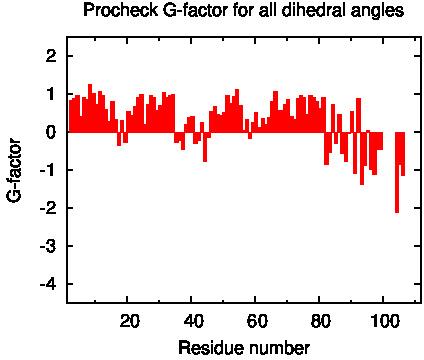 Procheck G-factor for all dihedral angles
2
1
0
-1
-2
-3
-4
G-factor
20 40 60 80 100
Residue number